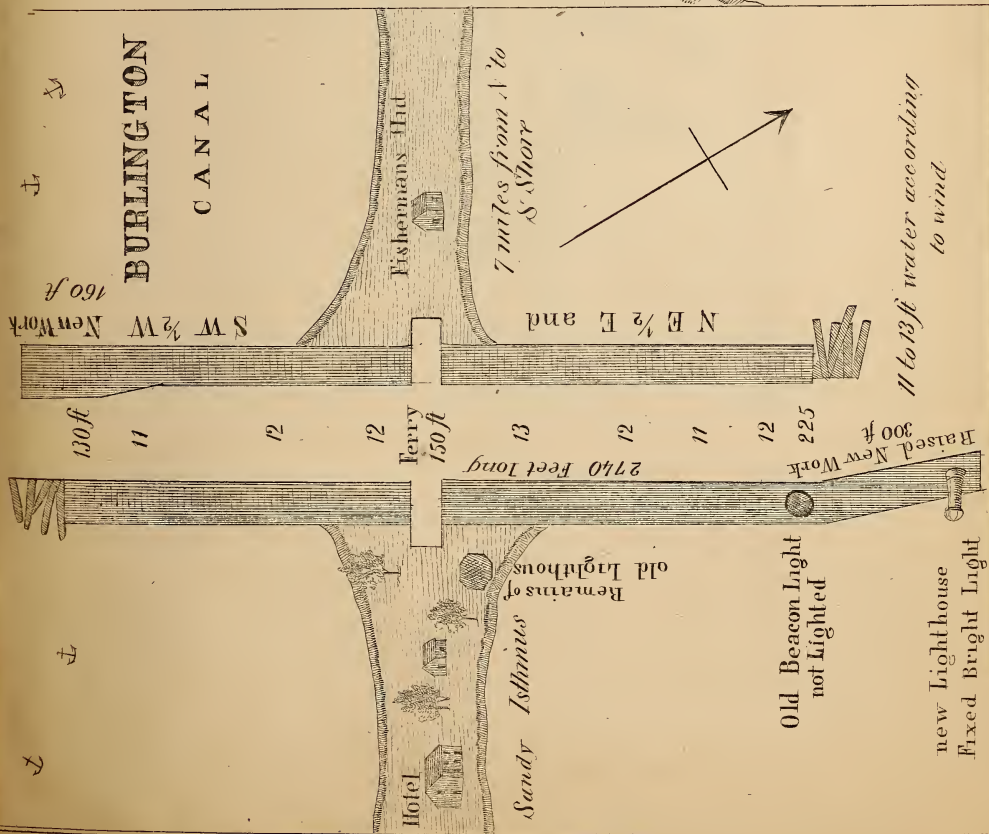 BURLINGTON
CANAL
Fishermans Hut
7 miles from N to
S Shore
11 to 13 ft water according
to wind
New Work
160 ft
S W ½ W
N E ½ E and
130 ft
11
12
12
Ferry
150 ft
13
12
11
12
225
2740 Feet long
Raised New Work
300 ft
Remains of
old Lighthous
Hotel
Sandy Isthmus
Old Beacon Light
not Lighted
new Lighthouse
Fixed Bright Light